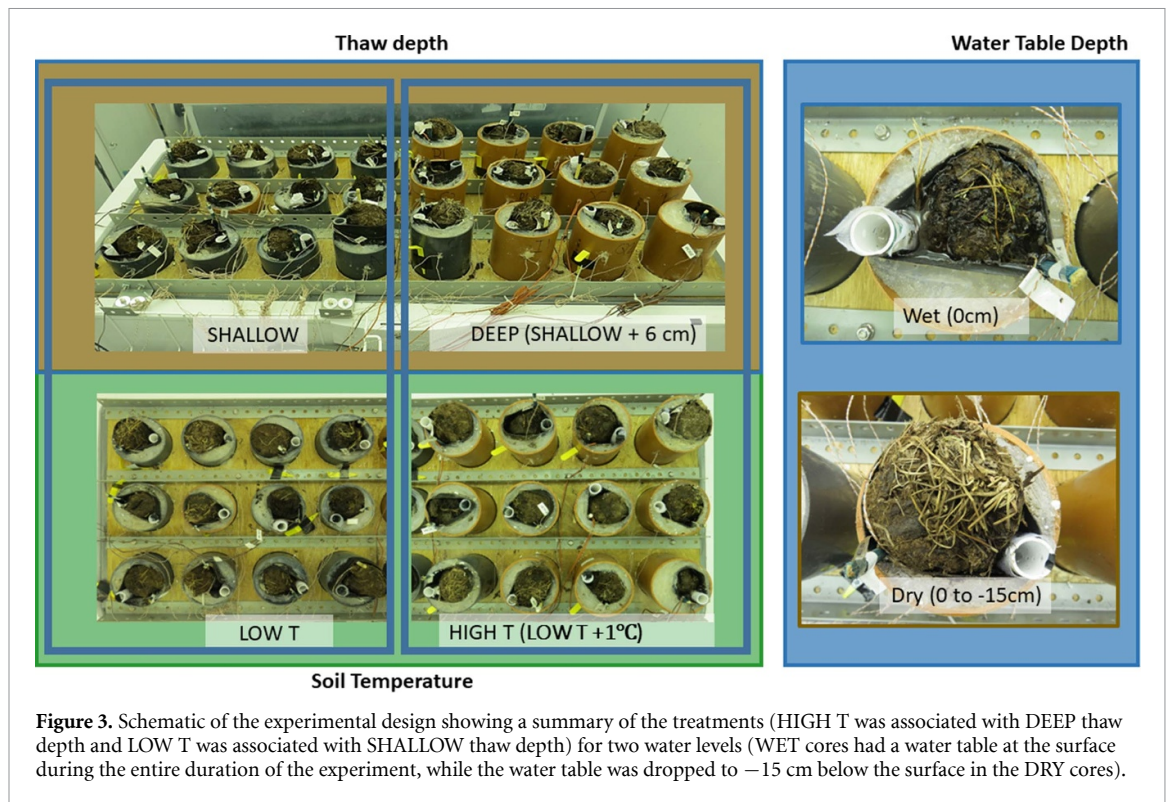 Thaw depth
Water Table Depth
SHALLOW
DEEP (SHALLOW + 6 cm)
Wet (0cm)
LOW T
HIGH T (LOW T +1°C)
Dry (0 to -15cm)
Soil Temperature
Figure 3. Schematic of the experimental design showing a summary of the treatments (HIGH T was associated with DEEP thaw
depth and LOW T was associated with SHALLOW thaw depth) for two water levels (WET cores had a water table at the surface
during the entire duration of the experiment, while the water table was dropped to −15 cm below the surface in the DRY cores).